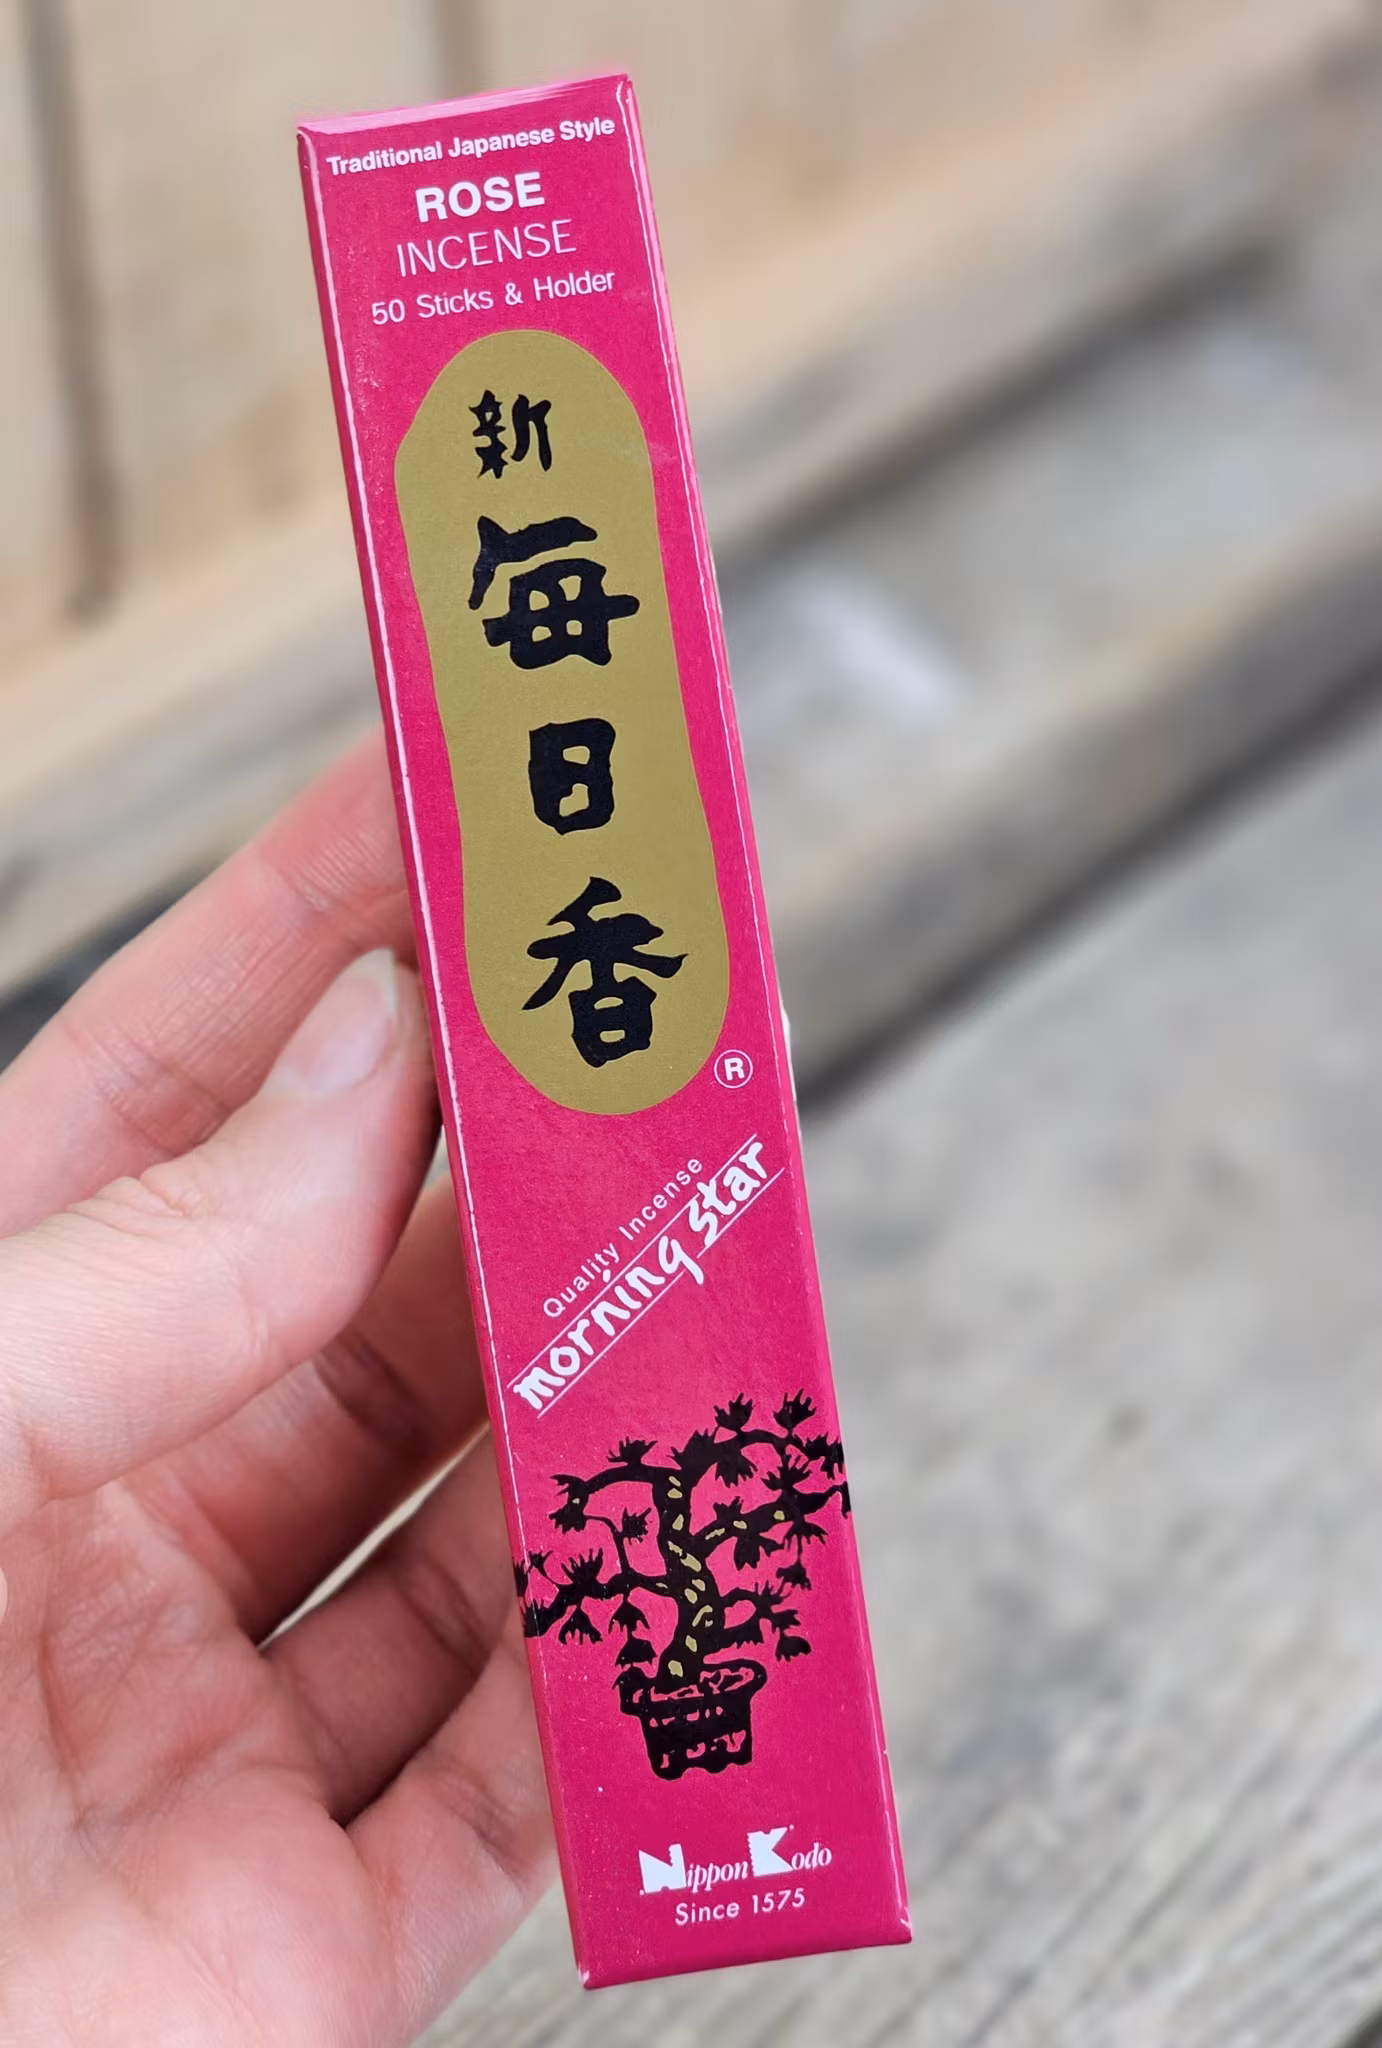 Traditional Japanese Style
ROSE
INCENSE
50 Sticks & Holder
新
毎
日
香
®
Quality Incense
morning star
Nippon Kodo
Since 1575